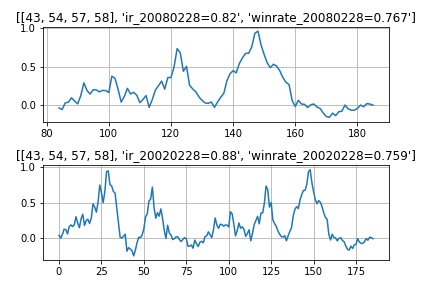 [[43, 54, 57, 58], 'ir_20080228=0.82', 'winrate_20080228=0.767']
1.0
0.5
0.0
80 100 120 140 160 180
[[43, 54, 57, 58], 'ir_20020228=0.88', 'winrate_20020228=0.759']
1.0
0.5
0.0
0 25 50 75 100 125 150 175